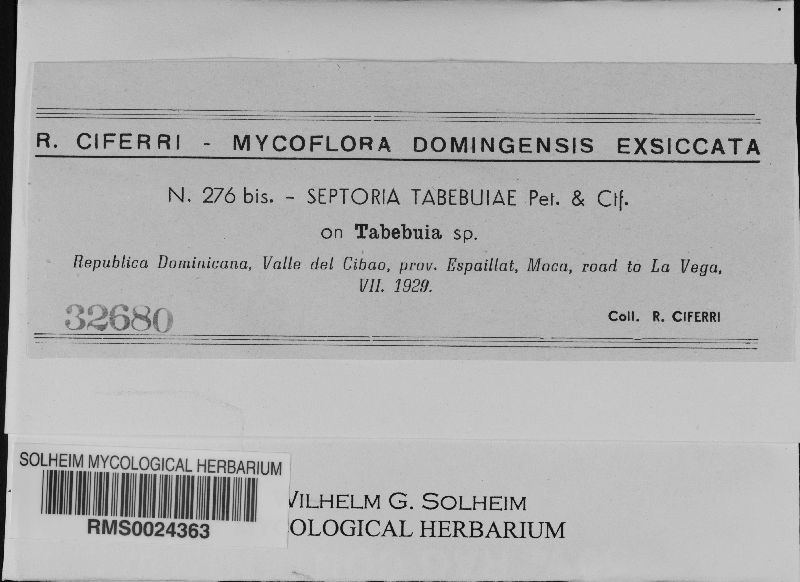 R. CIFERRI - MYCOFLORA DOMINGENSIS EXSICCATA
N. 276 bis. - SEPTORIA TABEBUIAE Pet. & Cif.
on Tabebuia sp.
Republica Dominicana, Valle del Cibao, prov. Espaillat, Moca, road to La Vega,
VII. 1929.
32680
Coll. R. CIFERRI
SOLHEIM MYCOLOGICAL HERBARIUM
RMS0024363
WILHELM G. SOLHEIM
OLOGICAL HERBARIUM